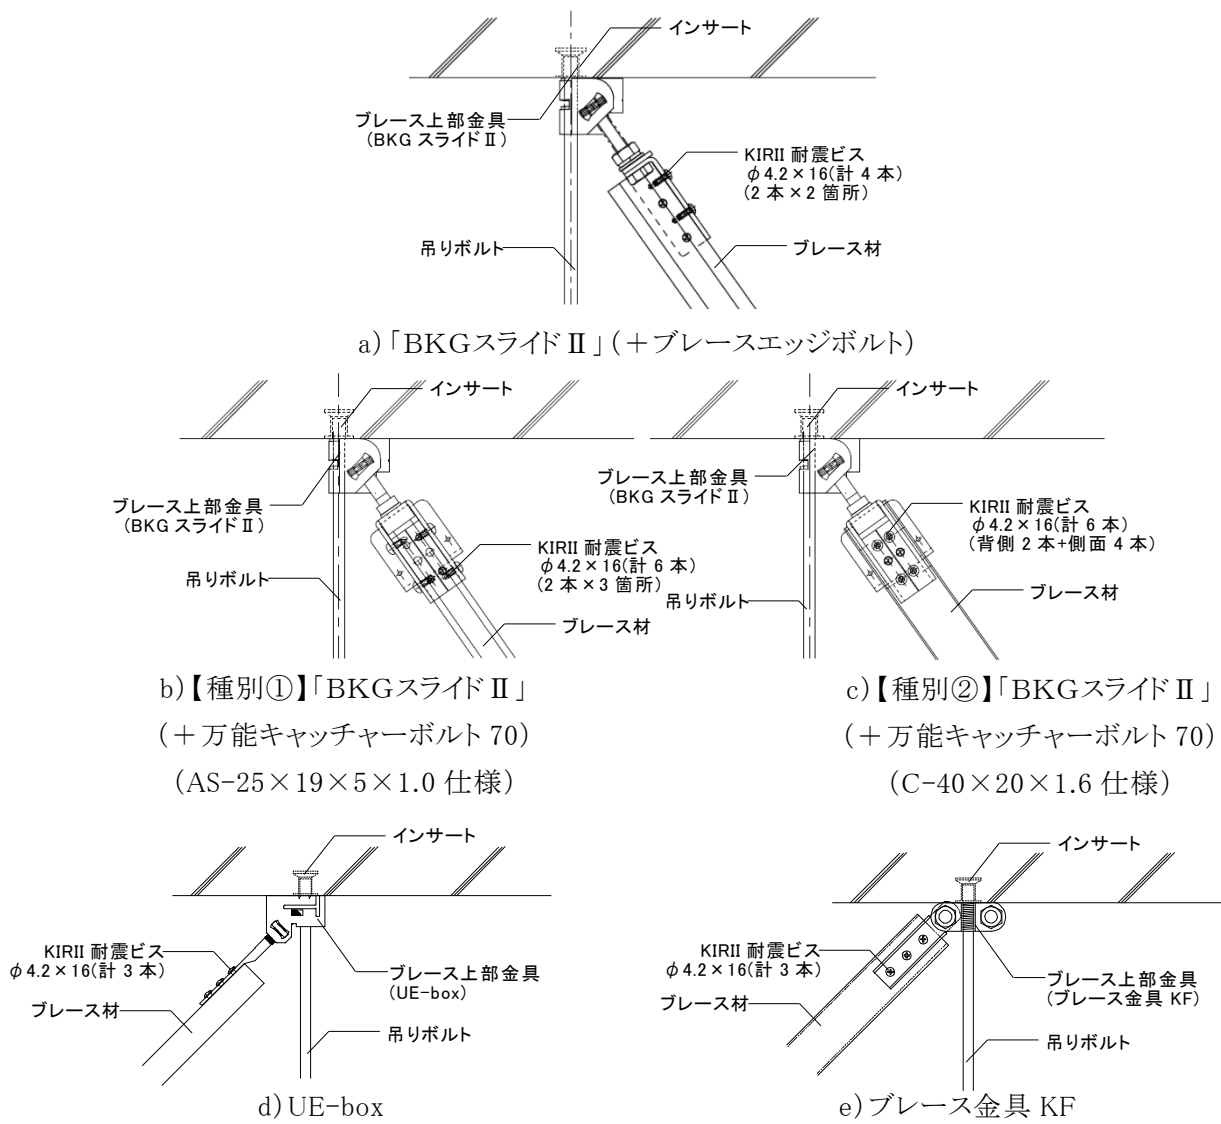 インサート
ブレース上部金具
(BKG スライド Ⅱ)
KIRII 耐震ビス
φ4.2×16(計 4 本)
(2 本×2 箇所)
吊りボルト
ブレース材
a)「BKGスライド Ⅱ」(+ブレースエッジボルト)
インサート
ブレース上部金具
(BKG スライド Ⅱ)
KIRII 耐震ビス
φ4.2×16(計 6 本)
(2 本×3 箇所)
吊りボルト
ブレース材
b)【種別①】「BKGスライド Ⅱ」
(+万能キャッチャーボルト 70)
(AS-25×19×5×1.0 仕様)
インサート
ブレース上部金具
(BKG スライド Ⅱ)
KIRII 耐震ビス
φ4.2×16(計 6 本)
(背側 2 本+側面 4 本)
吊りボルト
ブレース材
c)【種別②】「BKGスライド Ⅱ」
(+万能キャッチャーボルト 70)
(C-40×20×1.6 仕様)
インサート
KIRII 耐震ビス
φ4.2×16(計 3 本)
ブレース上部金具
(UE-box)
ブレース材
吊りボルト
d)UE-box
インサート
KIRII 耐震ビス
φ4.2×16(計 3 本)
ブレース上部金具
(ブレース金具 KF)
ブレース材
吊りボルト
e)ブレース金具 KF